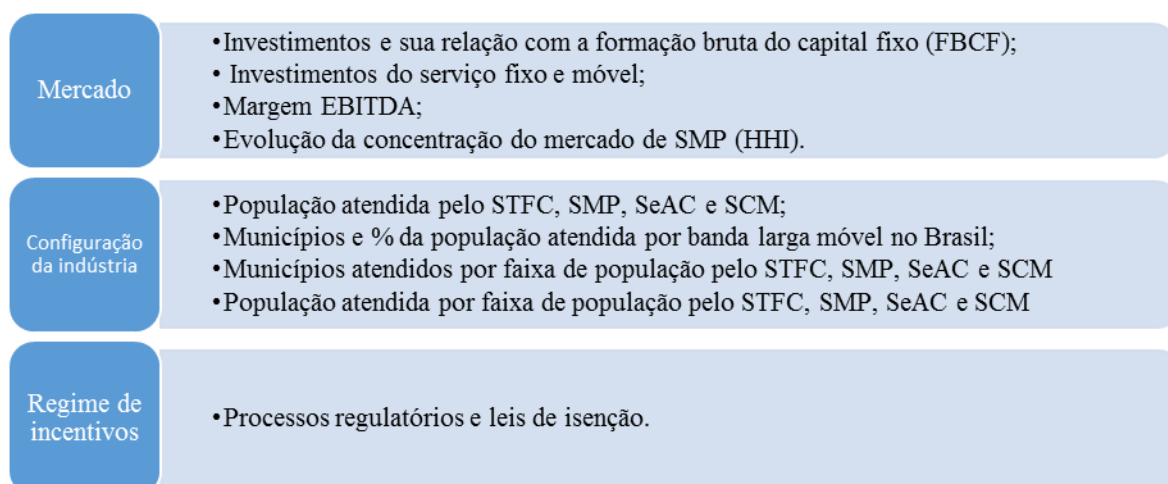 Mercado
•Investimentos e sua relação com a formação bruta do capital fixo (FBCF);
• Investimentos do serviço fixo e móvel;
•Margem EBITDA;
•Evolução da concentração do mercado de SMP (HHI).
Configuração
da indústria
•População atendida pelo STFC, SMP, SeAC e SCM;
•Municípios e % da população atendida por banda larga móvel no Brasil;
•Municípios atendidos por faixa de população pelo STFC, SMP, SeAC e SCM
•População atendida por faixa de população pelo STFC, SMP, SeAC e SCM
Regime de
incentivos
•Processos regulatórios e leis de isenção.